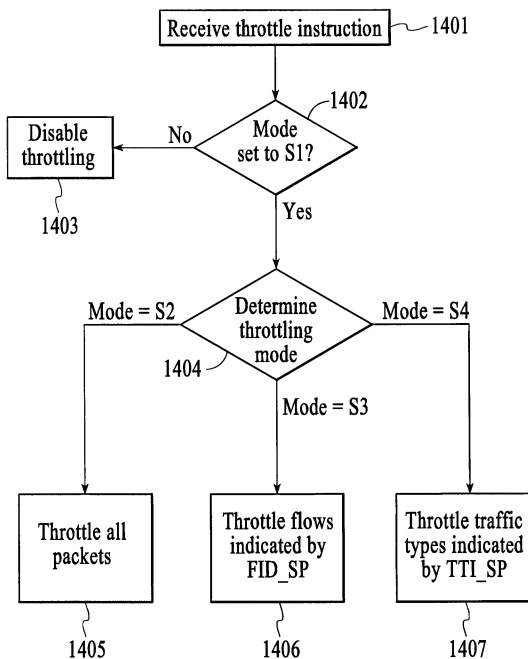 Receive throttle instruction
1401
1402
Mode
set to S1?
No
Disable
throttling
1403
Yes
Mode = S2
Determine
throttling
mode
Mode = S4
1404
Mode = S3
Throttle all
packets
Throttle flows
indicated by
FID_SP
Throttle traffic
types indicated
by TTI_SP
1405
1406
1407